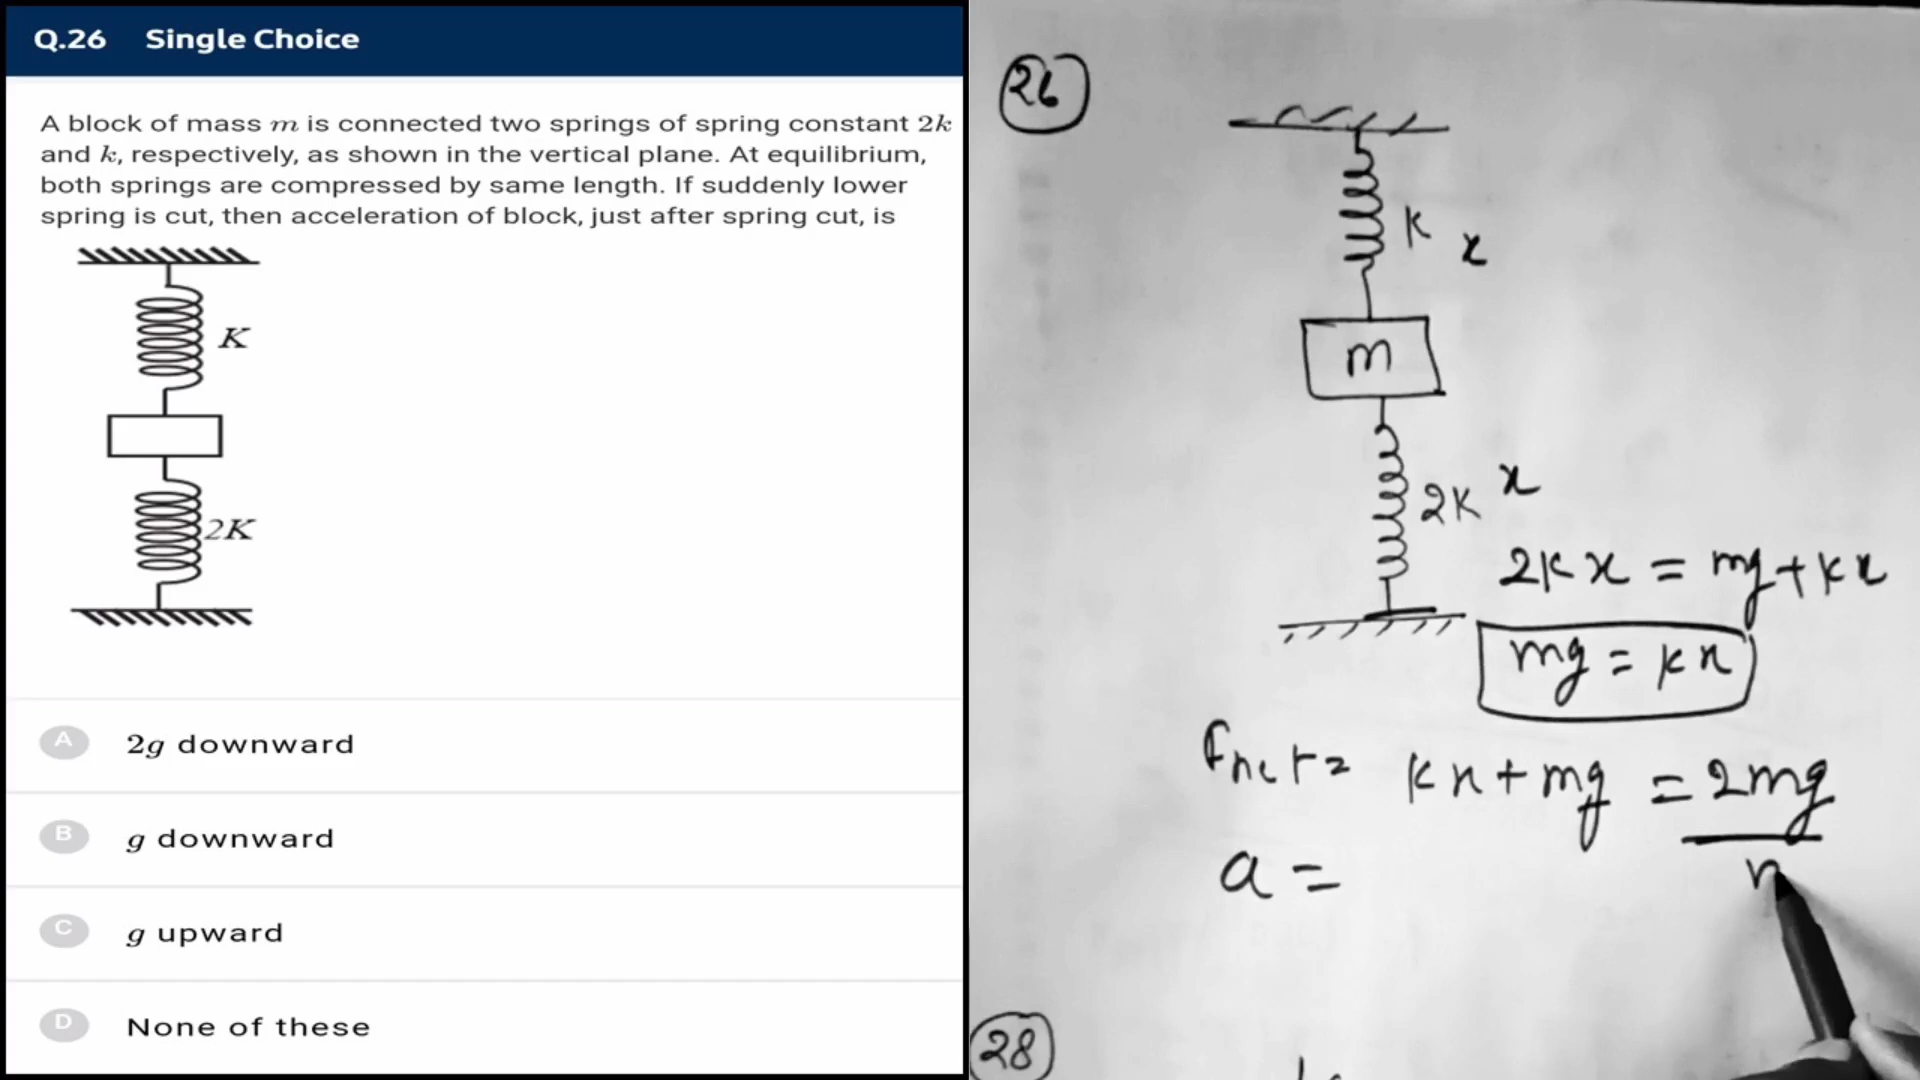 Q.26 Single Choice
A block of mass m is connected two springs of spring constant 2k
and k, respectively, as shown in the vertical plane. At equilibrium,
both springs are compressed by same length. If suddenly lower
spring is cut, then acceleration of block, just after spring cut, is
K
2K
A 2g downward
B g downward
C g upward
D None of these
26
K x
m
2K x
2Kx = mg + Kx
mg = Kx
Fnet = Kx + mg = 2mg
a =
28